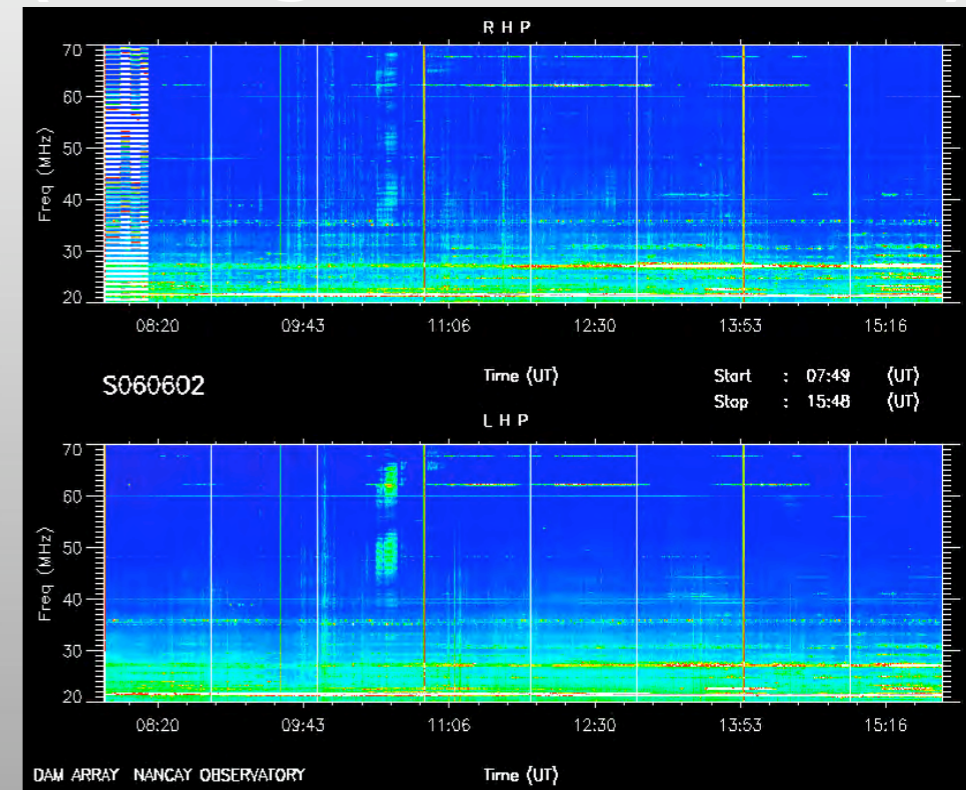 R H P
70
60
50
40
30
20
Freq (MHz)
08:20 09:43 11:06 12:30 13:53 15:16
Time (UT)
S060602
Start : 07:49 (UT)
Stop : 15:48 (UT)
L H P
70
60
50
40
30
20
Freq (MHz)
08:20 09:43 11:06 12:30 13:53 15:16
DAM ARRAY NANCAY OBSERVATORY
Time (UT)